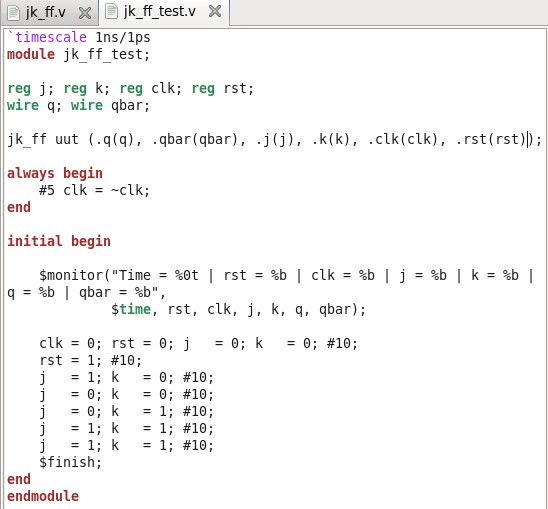 jk_ff.v jk_ff_test.v
`timescale 1ns/1ps
module jk_ff_test;

reg j; reg k; reg clk; reg rst;
wire q; wire qbar;

jk_ff uut (.q(q), .qbar(qbar), .j(j), .k(k), .clk(clk), .rst(rst));

always begin
    #5 clk = ~clk;
end

initial begin

    $monitor("Time = %0t | rst = %b | clk = %b | j = %b | k = %b |
q = %b | qbar = %b",
             $time, rst, clk, j, k, q, qbar);

    clk = 0; rst = 0; j   = 0; k   = 0; #10;
    rst = 1; #10;
    j   = 1; k   = 0; #10;
    j   = 0; k   = 0; #10;
    j   = 0; k   = 1; #10;
    j   = 1; k   = 1; #10;
    j   = 1; k   = 1; #10;
    $finish;
end
endmodule